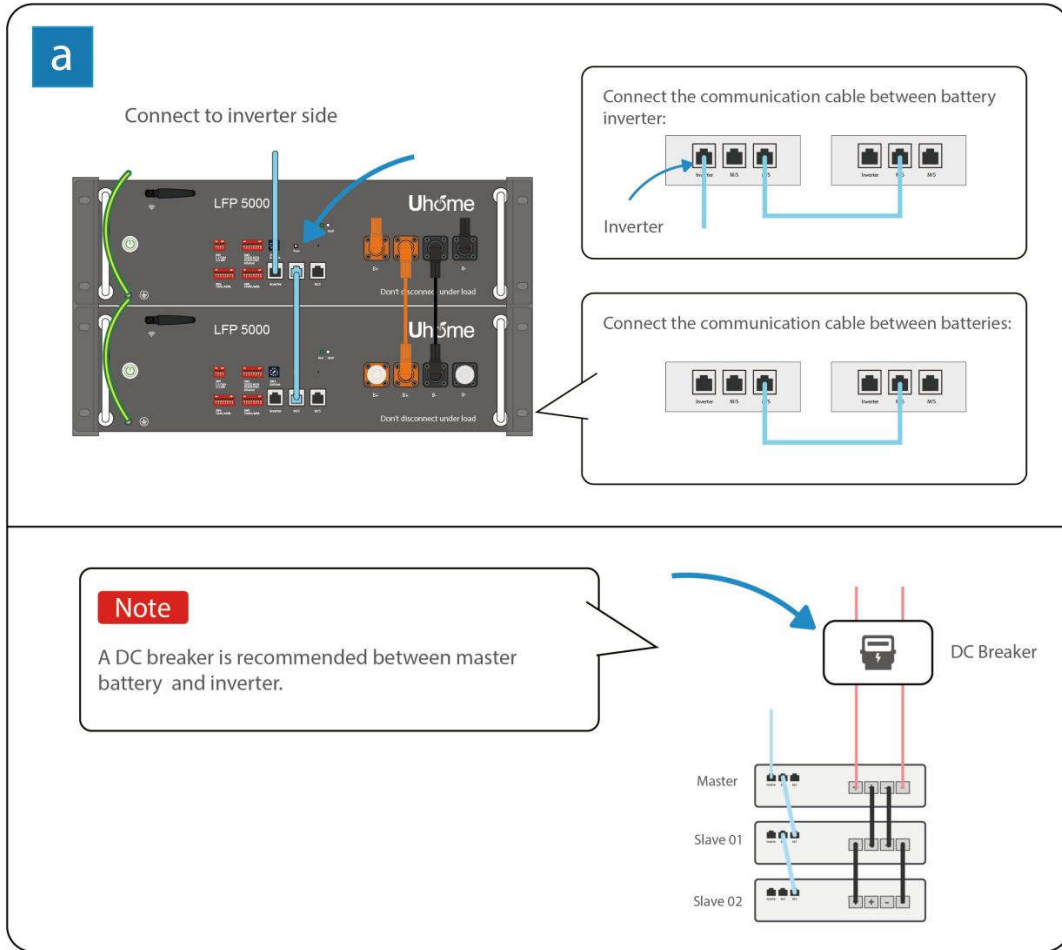 a
Connect to inverter side
LFP 5000
Uhome
Inverter
M/S
B+
B-
Don't disconnect under load
LFP 5000
Uhome
Inverter
M/S
M/S
B+
B+
B-
B-
Don't disconnect under load
Connect the communication cable between battery
inverter:
Inverter
M/S
M/S
Inverter
M/S
M/S
Inverter
Connect the communication cable between batteries:
Inverter
M/S
M/S
Inverter
M/S
M/S
Note
A DC breaker is recommended between master
battery and inverter.
DC Breaker
Master
Slave 01
Slave 02
+
-